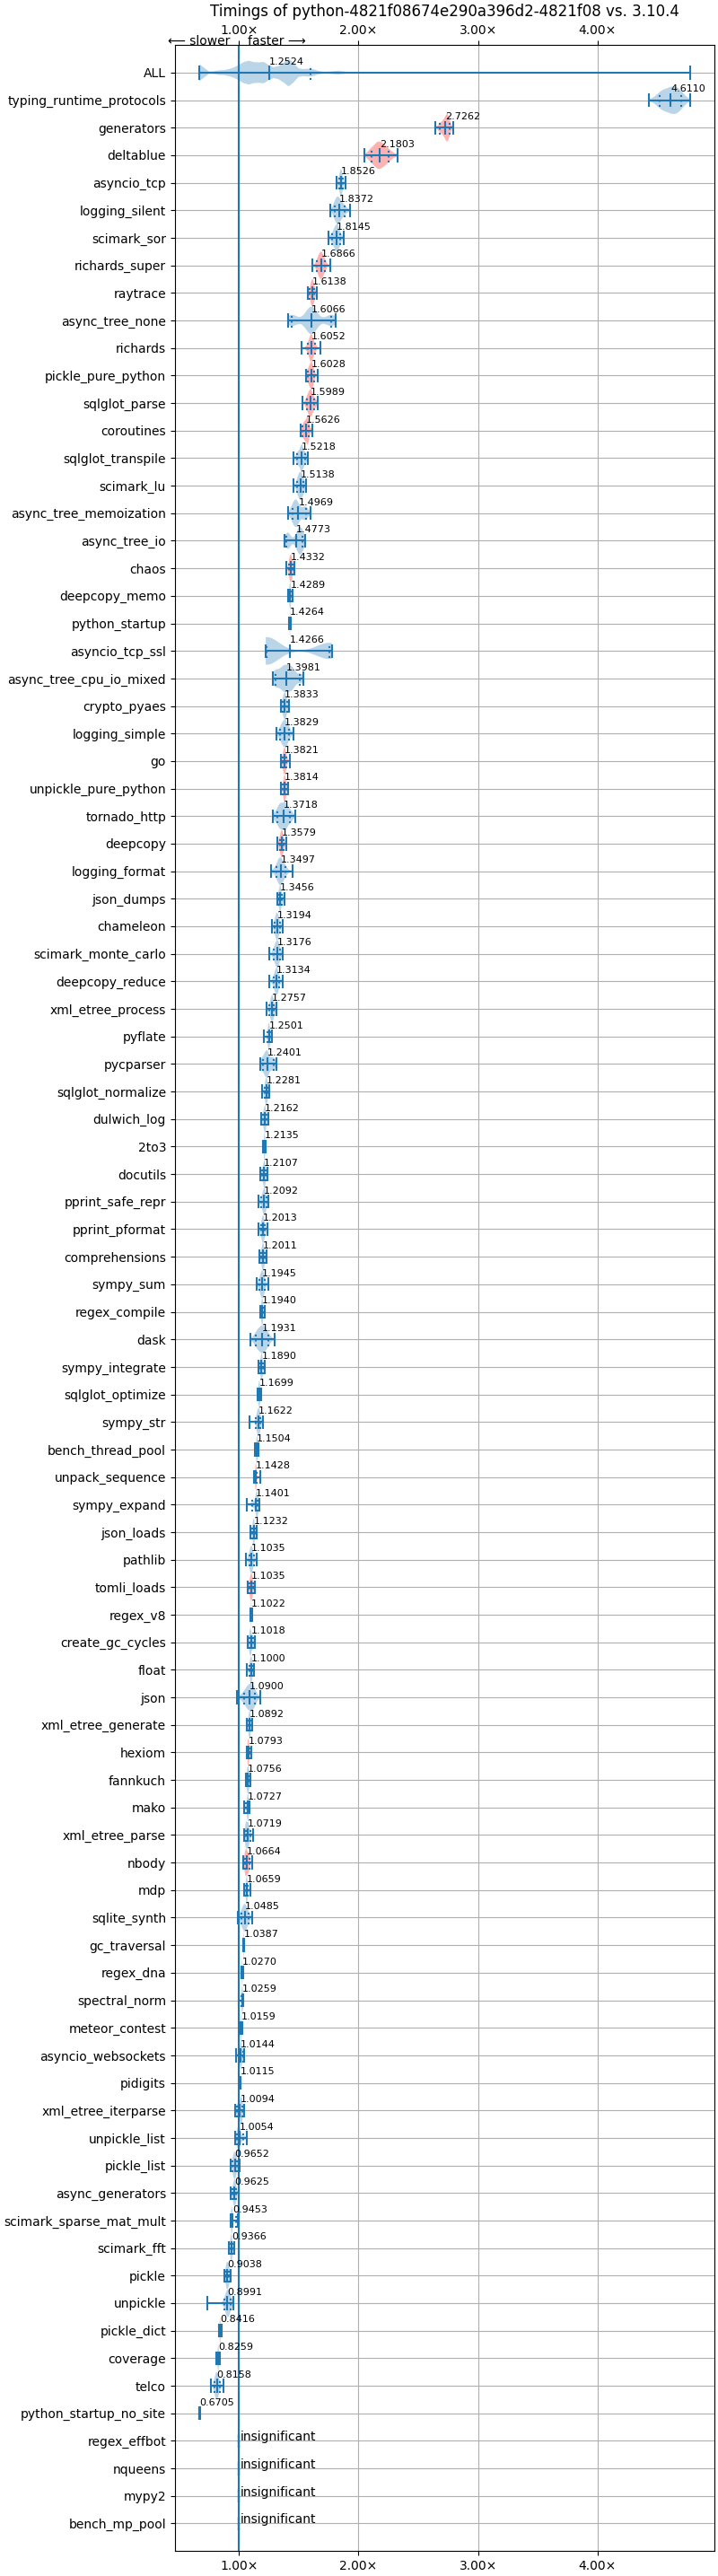 Timings of python-4821f08674e290a396d2-4821f08 vs. 3.10.4
1.00× 2.00× 3.00× 4.00×
⟵ slower faster ⟶
ALL 1.2524
typing_runtime_protocols 4.6110
generators 2.7262
deltablue 2.1803
asyncio_tcp 1.8526
logging_silent 1.8372
scimark_sor 1.8145
richards_super 1.6866
raytrace 1.6138
async_tree_none 1.6066
richards 1.6052
pickle_pure_python 1.6028
sqlglot_parse 1.5989
coroutines 1.5626
sqlglot_transpile 1.5218
scimark_lu 1.5138
async_tree_memoization 1.4969
async_tree_io 1.4773
chaos 1.4332
deepcopy_memo 1.4289
python_startup 1.4264
asyncio_tcp_ssl 1.4266
async_tree_cpu_io_mixed 1.3981
crypto_pyaes 1.3833
logging_simple 1.3829
go 1.3821
unpickle_pure_python 1.3814
tornado_http 1.3718
deepcopy 1.3579
logging_format 1.3497
json_dumps 1.3456
chameleon 1.3194
scimark_monte_carlo 1.3176
deepcopy_reduce 1.3134
xml_etree_process 1.2757
pyflate 1.2501
pycparser 1.2401
sqlglot_normalize 1.2281
dulwich_log 1.2162
2to3 1.2135
docutils 1.2107
pprint_safe_repr 1.2092
pprint_pformat 1.2013
comprehensions 1.2011
sympy_sum 1.1945
regex_compile 1.1940
dask 1.1931
sympy_integrate 1.1890
sqlglot_optimize 1.1699
sympy_str 1.1622
bench_thread_pool 1.1504
unpack_sequence 1.1428
sympy_expand 1.1401
json_loads 1.1232
pathlib 1.1035
tomli_loads 1.1035
regex_v8 1.1022
create_gc_cycles 1.1018
float 1.1000
json 1.0900
xml_etree_generate 1.0892
hexiom 1.0793
fannkuch 1.0756
mako 1.0727
xml_etree_parse 1.0719
nbody 1.0664
mdp 1.0659
sqlite_synth 1.0485
gc_traversal 1.0387
regex_dna 1.0270
spectral_norm 1.0259
meteor_contest 1.0159
asyncio_websockets 1.0144
pidigits 1.0115
xml_etree_iterparse 1.0094
unpickle_list 1.0054
pickle_list 0.9652
async_generators 0.9625
scimark_sparse_mat_mult 0.9453
scimark_fft 0.9366
pickle 0.9038
unpickle 0.8991
pickle_dict 0.8416
coverage 0.8259
telco 0.8158
python_startup_no_site 0.6705
regex_effbot insignificant
nqueens insignificant
mypy2 insignificant
bench_mp_pool insignificant
1.00× 2.00× 3.00× 4.00×